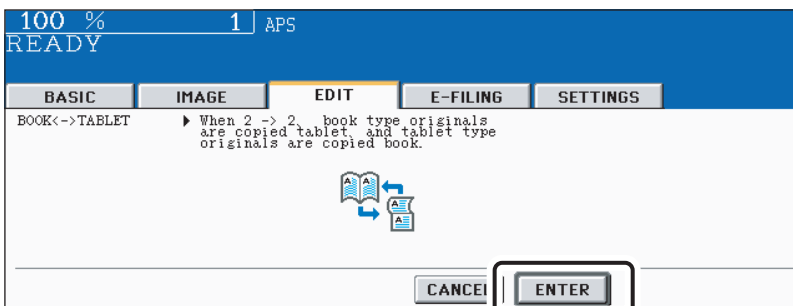 100 % 1 APS
READY
BASIC IMAGE EDIT E-FILING SETTINGS
BOOK<->TABLET ▶ When 2 -> 2, book type originals
are copied tablet, and tablet type
originals are copied book.
A A
A
A
CANCEL ENTER